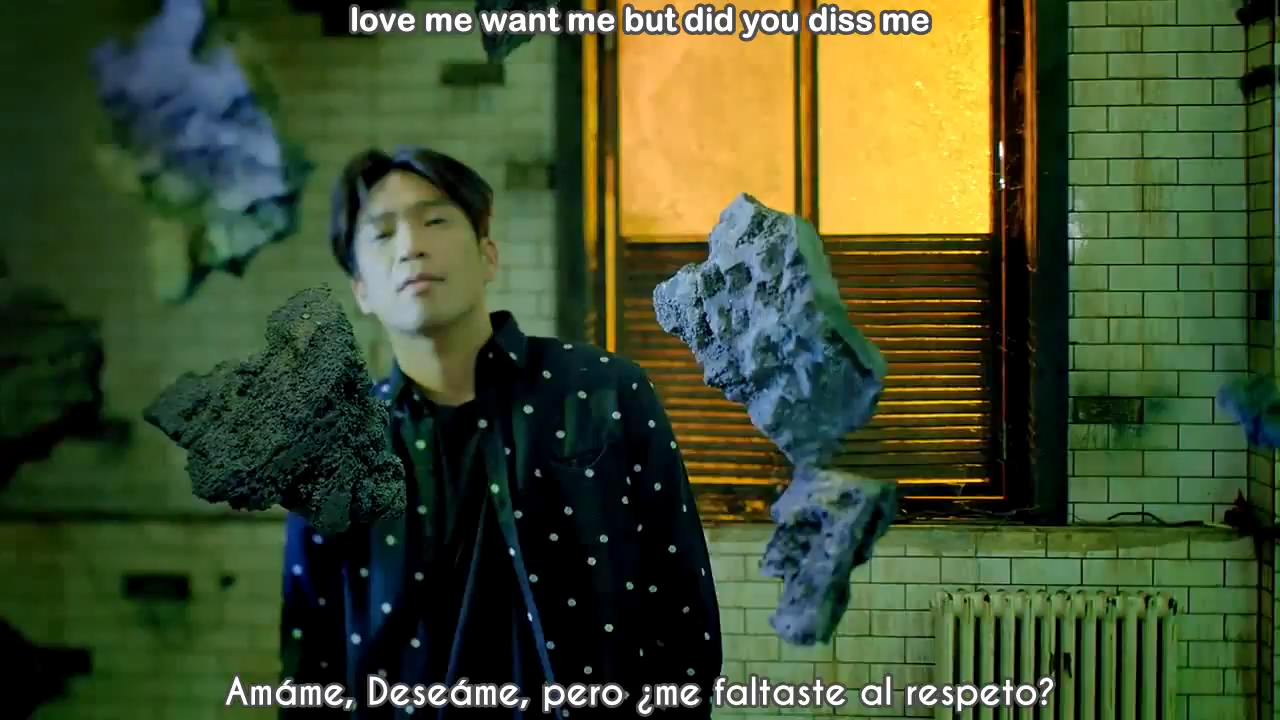 love me want me but did you diss me
Amáme, Deseáme, pero ¿me faltaste al respeto?